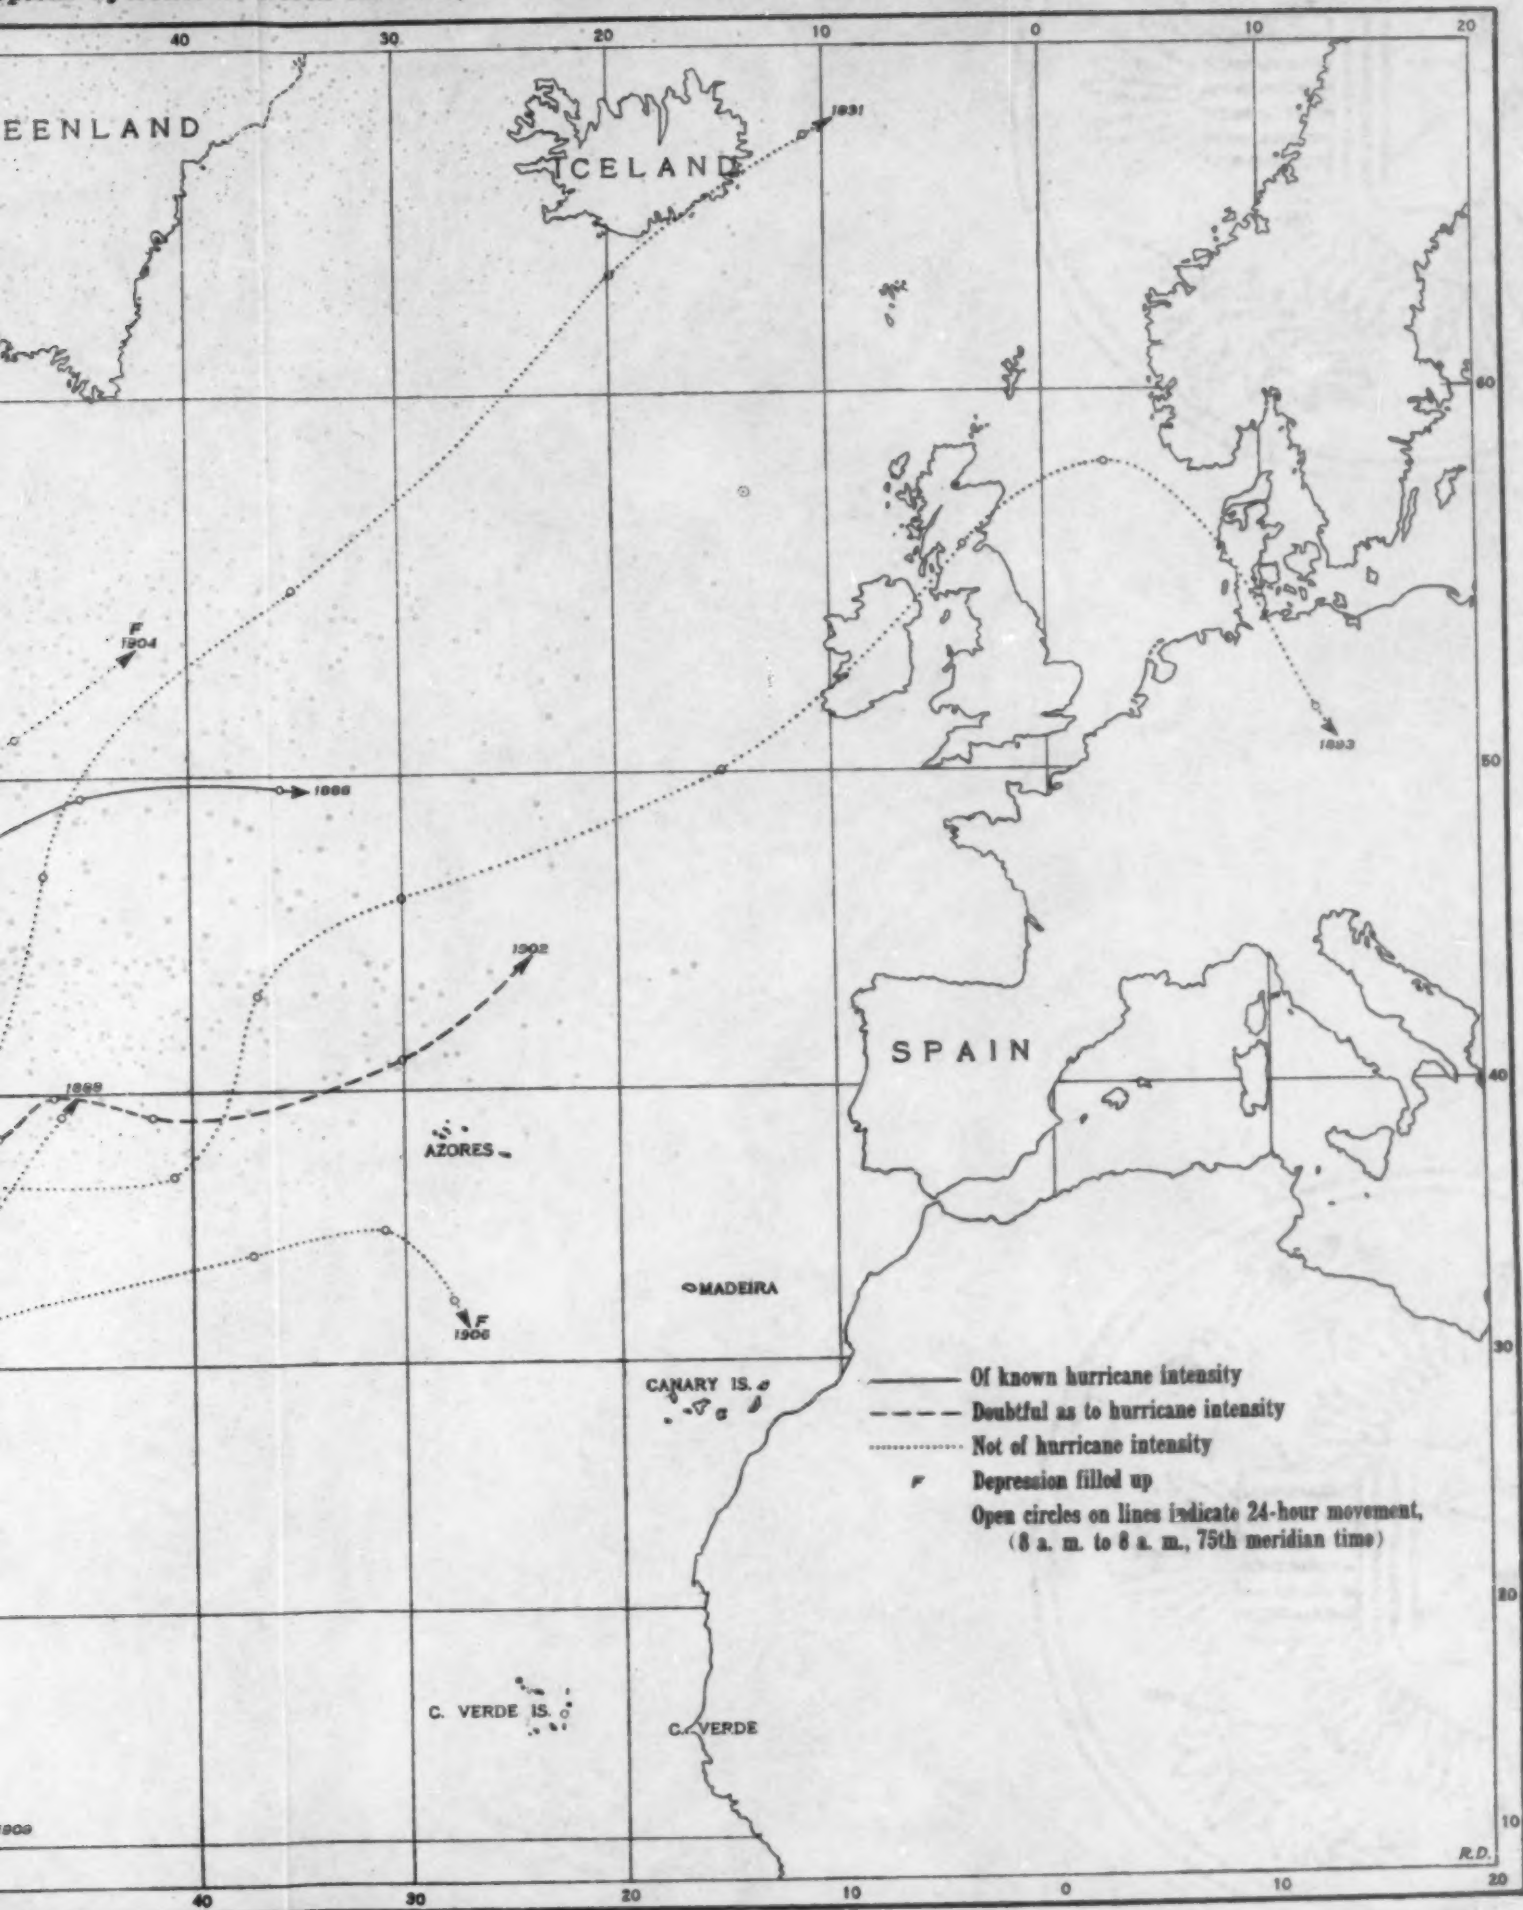 40 30 20 10 0 10 20
EENLAND
ICELAND
1891
60
F
1904
1893
50
1902
SPAIN
1889
40
AZORES
MADEIRA
F
1906
30
CANARY IS.
Of known hurricane intensity
Doubtful as to hurricane intensity
Not of hurricane intensity
F Depression filled up
Open circles on lines indicate 24-hour movement,
(8 a. m. to 8 a. m., 75th meridian time)
20
C. VERDE IS.
C. VERDE
10
1909
R.D.
40 30 20 10 0 10 20